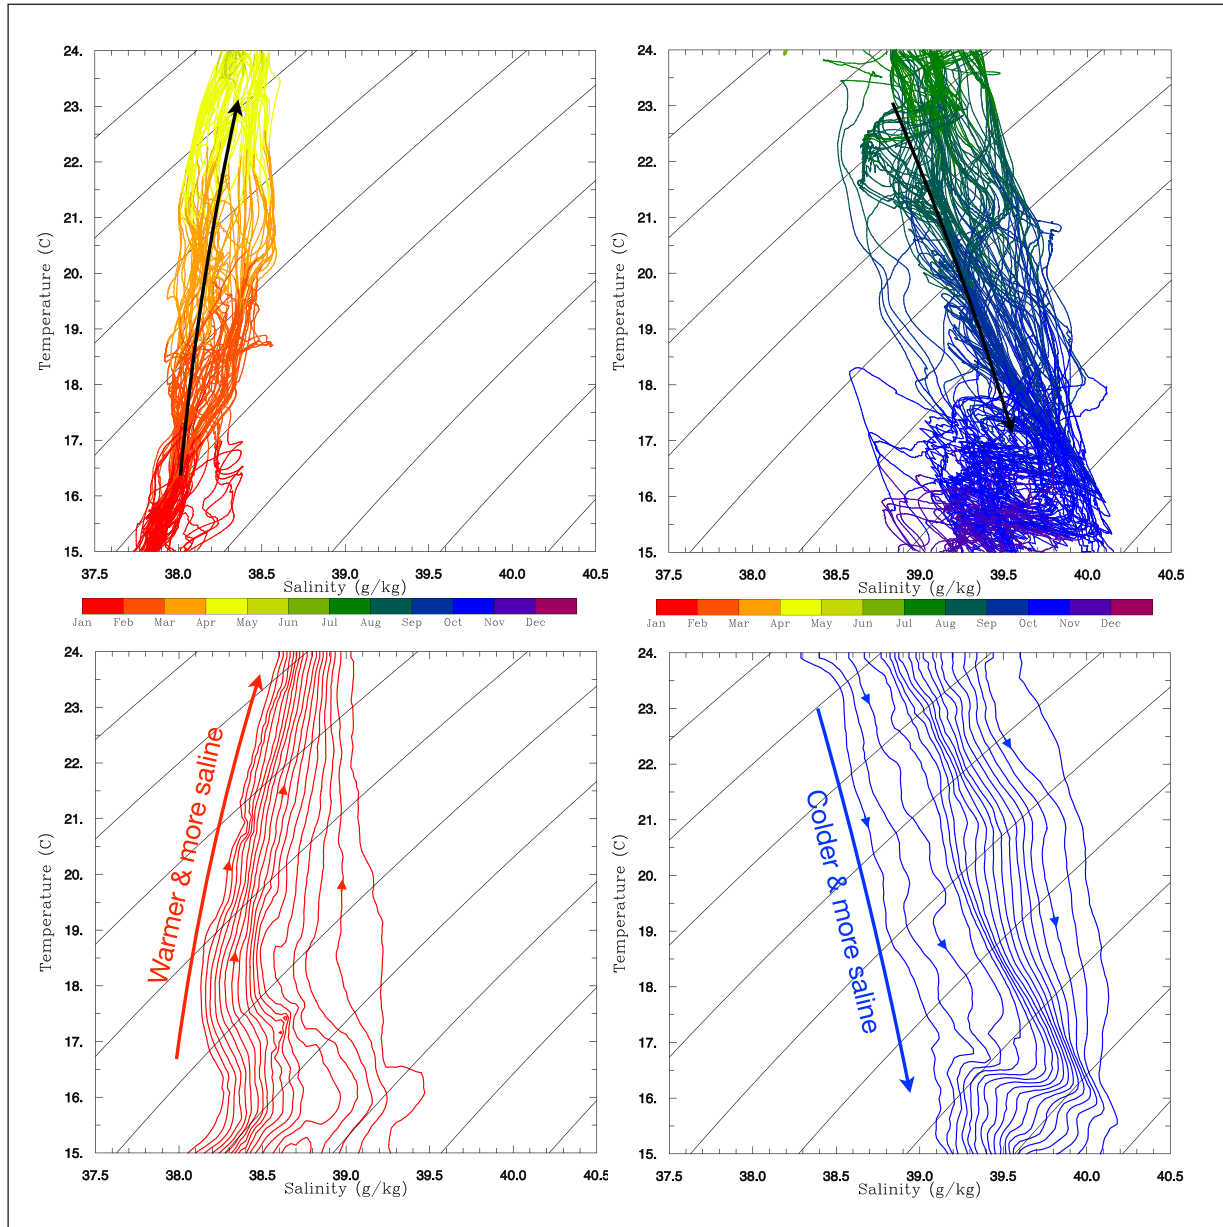 24.
23.
22.
21.
20.
19.
18.
17.
16.
15.
Temperature (C)
37.5 38.0 38.5 39.0 39.5 40.0 40.5
Salinity (g/kg)
24.
23.
22.
21.
20.
19.
18.
17.
16.
15.
Temperature (C)
37.5 38.0 38.5 39.0 39.5 40.0 40.5
Salinity (g/kg)
Jan Feb Mar Apr May Jun Jul Aug Sep Oct Nov Dec
Jan Feb Mar Apr May Jun Jul Aug Sep Oct Nov Dec
24.
23.
22.
21.
20.
19.
18.
17.
16.
15.
Temperature (C)
Warmer & more saline
37.5 38.0 38.5 39.0 39.5 40.0 40.5
Salinity (g/kg)
24.
23.
22.
21.
20.
19.
18.
17.
16.
15.
Temperature (C)
Colder & more saline
37.5 38.0 38.5 39.0 39.5 40.0 40.5
Salinity (g/kg)